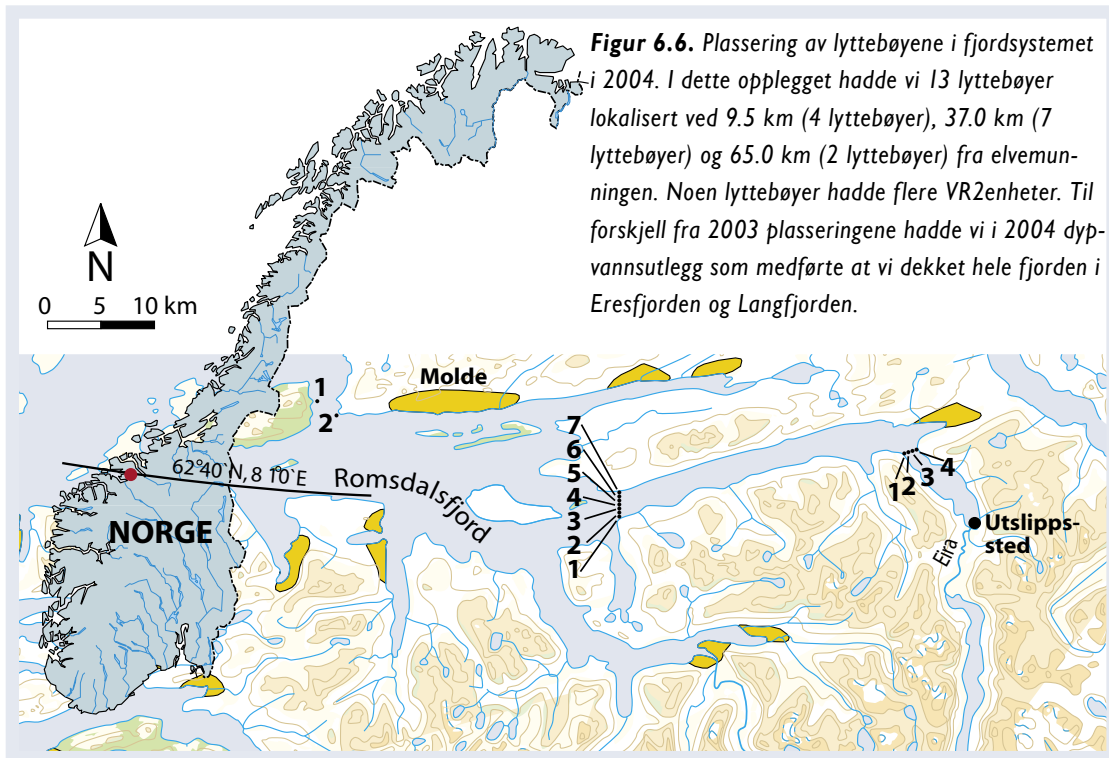 Figur 6.6. Plassering av lyttebøyene i fjordsystemet
i 2004. I dette opplegget hadde vi 13 lyttebøyer
lokalisert ved 9.5 km (4 lyttebøyer), 37.0 km (7
lyttebøyer) og 65.0 km (2 lyttebøyer) fra elvemun-
ningen. Noen lyttebøyer hadde flere VR2enheter. Til
forskjell fra 2003 plasseringene hadde vi i 2004 dyp-
vannsutlegg som medførte at vi dekket hele fjorden i
Eresfjorden og Langfjorden.
N
0 5 10 km
1
2
Molde
7
6
5
4
3
2
1
1
2
3
4
62°40`N, 8 10`E
Romsdalsfjord
NORGE
Utslipps-
sted
Eira